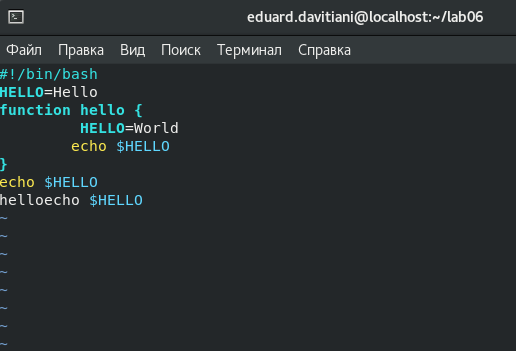 eduard.davitiani@localhost:~/lab06
Файл Правка Вид Поиск Терминал Справка
#!/bin/bash
HELLO=Hello
function hello {
         HELLO=World
        echo $HELLO
}
echo $HELLO
helloecho $HELLO
~
~
~
~
~
~
~
~